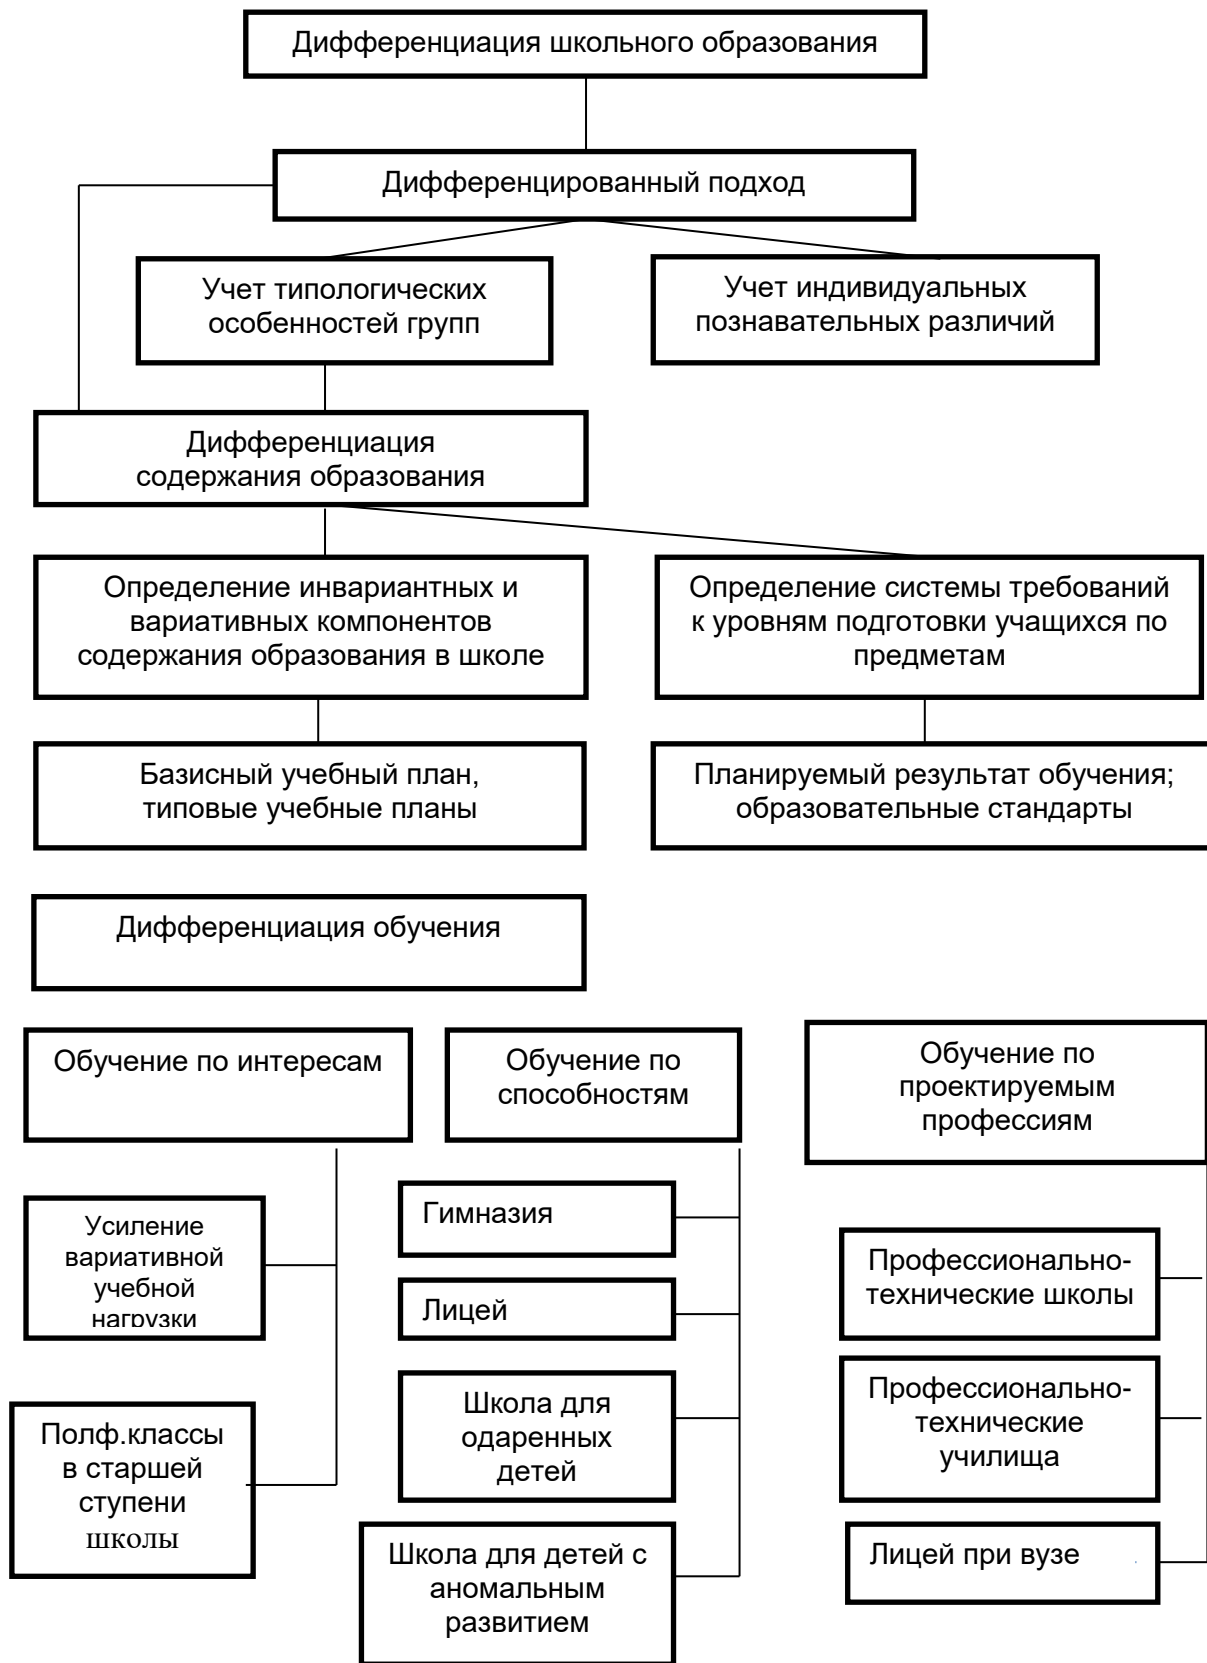 Дифференциация школьного образования
Дифференцированный подход
Учет типологических
особенностей групп
Учет индивидуальных
познавательных различий
Дифференциация
содержания образования
Определение инвариантных и
вариативных компонентов
содержания образования в школе
Определение системы требований
к уровням подготовки учащихся по
предметам
Базисный учебный план,
типовые учебные планы
Планируемый результат обучения;
образовательные стандарты
Дифференциация обучения
Обучение по интересам
Обучение по
способностям
Обучение по
проектируемым
профессиям
Усиление
вариативной
учебной
нагрузки
Полф.классы
в старшей
ступени
школы
Гимназия
Лицей
Школа для
одаренных
детей
Школа для детей с
аномальным
развитием
Профессионально-
технические школы
Профессионально-
технические
училища
Лицей при вузе